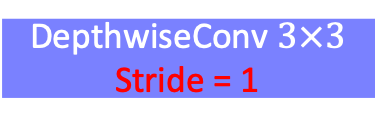 DepthwiseConv 3×3
Stride = 1